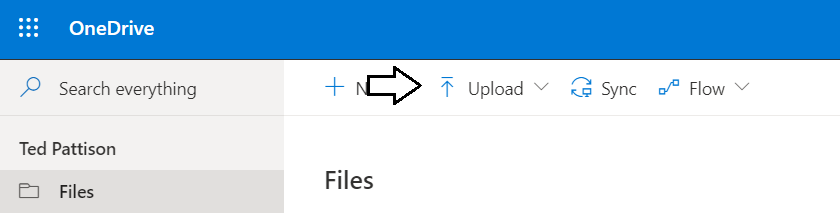 OneDrive
Search everything
Upload Sync Flow
Ted Pattison
Files
Files